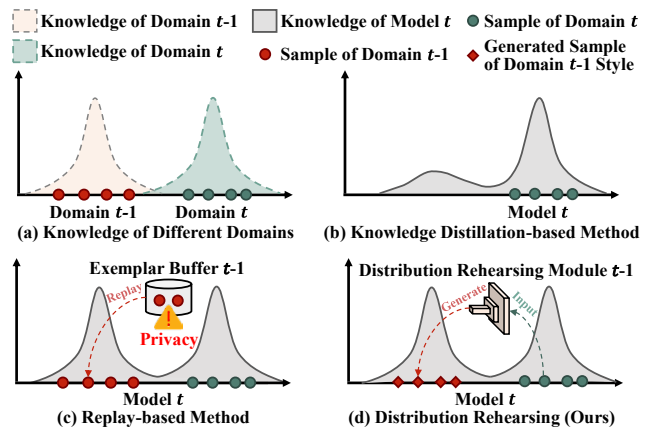 Knowledge of Domain t-1
Knowledge of Model t
Sample of Domain t
Knowledge of Domain t
Sample of Domain t-1
Generated Sample
of Domain t-1 Style
Domain t-1
Domain t
(a) Knowledge of Different Domains
Model t
(b) Knowledge Distillation-based Method
Exemplar Buffer t-1
Replay
!
Privacy
Model t
(c) Replay-based Method
Distribution Rehearsing Module t-1
Generate
Input
Model t
(d) Distribution Rehearsing (Ours)